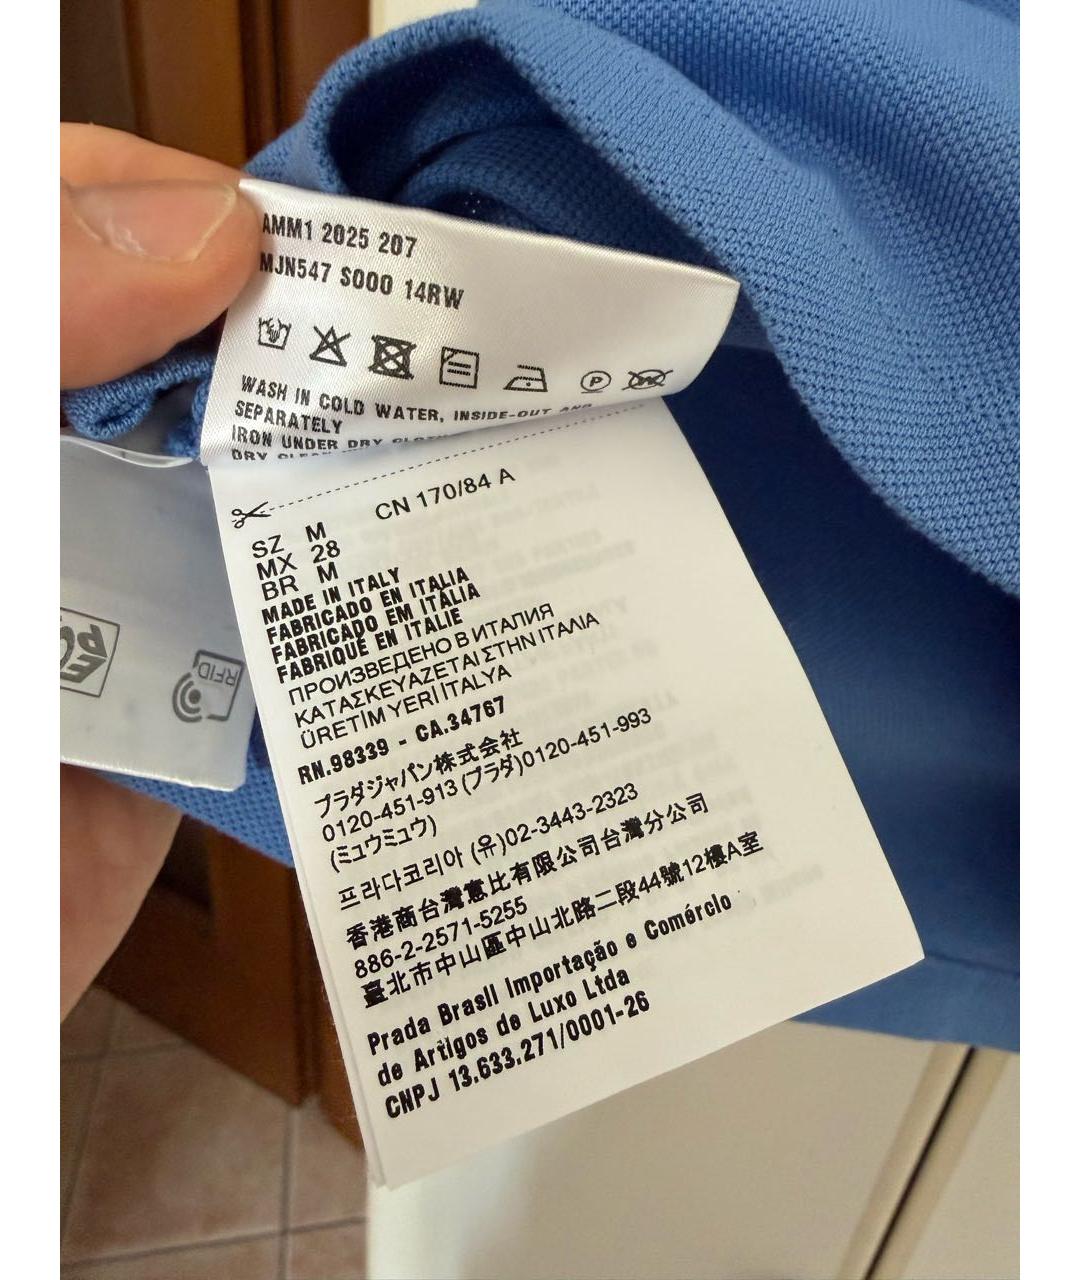 AMM1 2025 207
MJN547 S000 14RW
WASH IN COLD WATER, INSIDE-OUT AND
SEPARATELY
IRON UNDER DRY
DRY
CN 170/84 A
SZ M
MX 28
BR M
MADE IN ITALY
FABRICADO EN ITALIA
FABRICADO EM ITÁLIA
FABRIQUÉ EN ITALIE
ПРОИЗВЕДЕНО В ИТАЛИЯ
ΚΑΤΑΣΚΕΥΑΖΕΤΑΙ ΣΤΗΝ ΙΤΑΛΙΑ
ÜRETİM YERİ İTALYA
RN.98339 - CA.34767
プラダジャパン株式会社
0120-451-913 (プラダ)0120-451-993
(ミュウミュウ)
프라다코리아 (유)02-3443-2323
香港商台灣惠比有限公司台灣分公司
886-2-2571-5255
臺北市中山區中山北路二段44號12樓A室
Prada Brasil Importação e Comércio
de Artigos de Luxo Ltda
CNPJ 13.633.271/0001-26
RFID
P